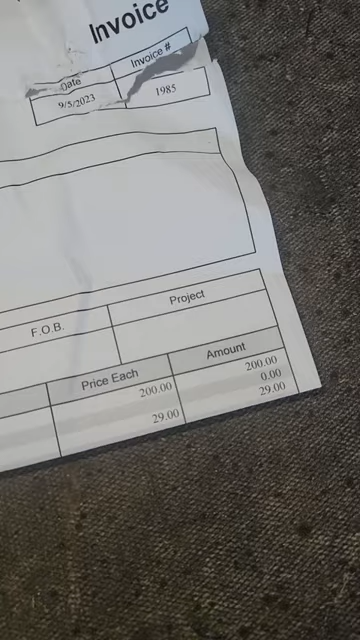 Invoice
Date Invoice #
9/5/2023 1985
F.O.B. Project
Price Each Amount
200.00 200.00
0.00
29.00 29.00